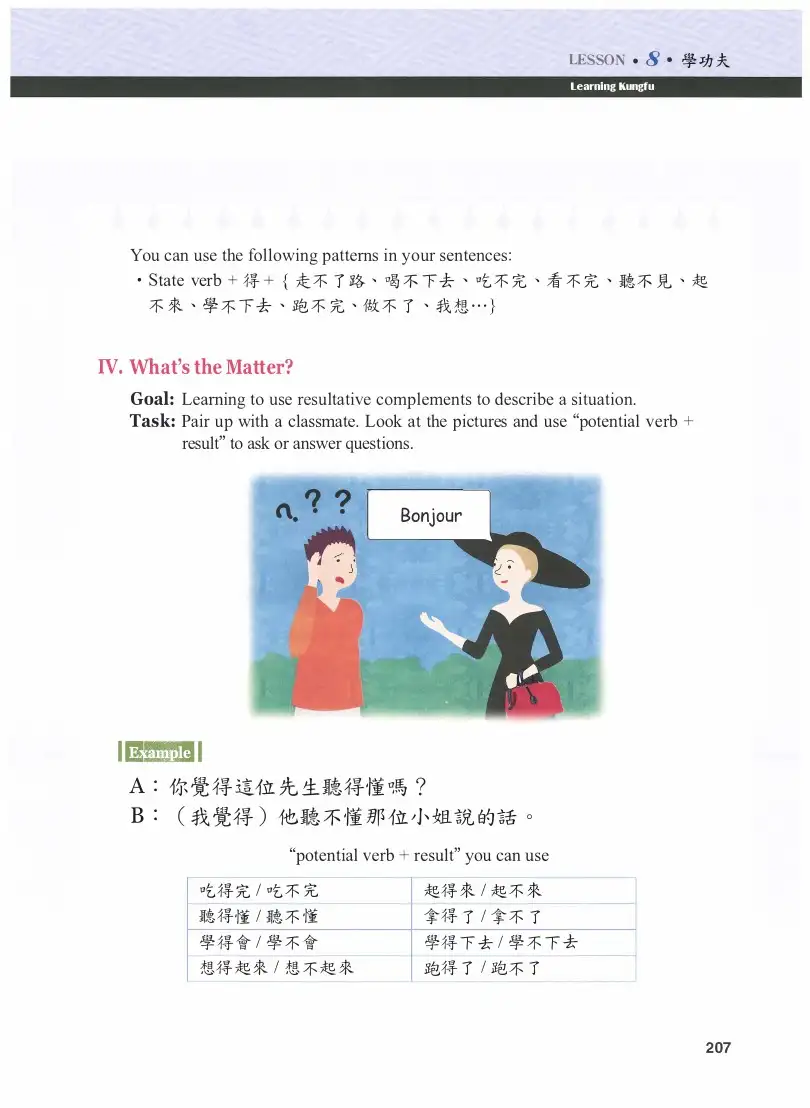 LESSON • 8 • 學功夫
Learning Kungfu
You can use the following patterns in your sentences:
・State verb + 得 + { 走不了路、喝不下去、吃不完、看不完、聽不見、起
不來、學不下去、跑不完、做不了、我想…}
IV. What's the Matter?
Goal: Learning to use resultative complements to describe a situation.
Task: Pair up with a classmate. Look at the pictures and use “potential verb +
result” to ask or answer questions.
? ? ?
Bonjour
Example
A：你覺得這位先生聽得懂嗎？
B：（我覺得）他聽不懂那位小姐說的話。
“potential verb + result” you can use
吃得完 / 吃不完 起得來 / 起不來
聽得懂 / 聽不懂 拿得了 / 拿不了
學得會 / 學不會 學得下去 / 學不下去
想得起來 / 想不起來 跑得了 / 跑不了
207